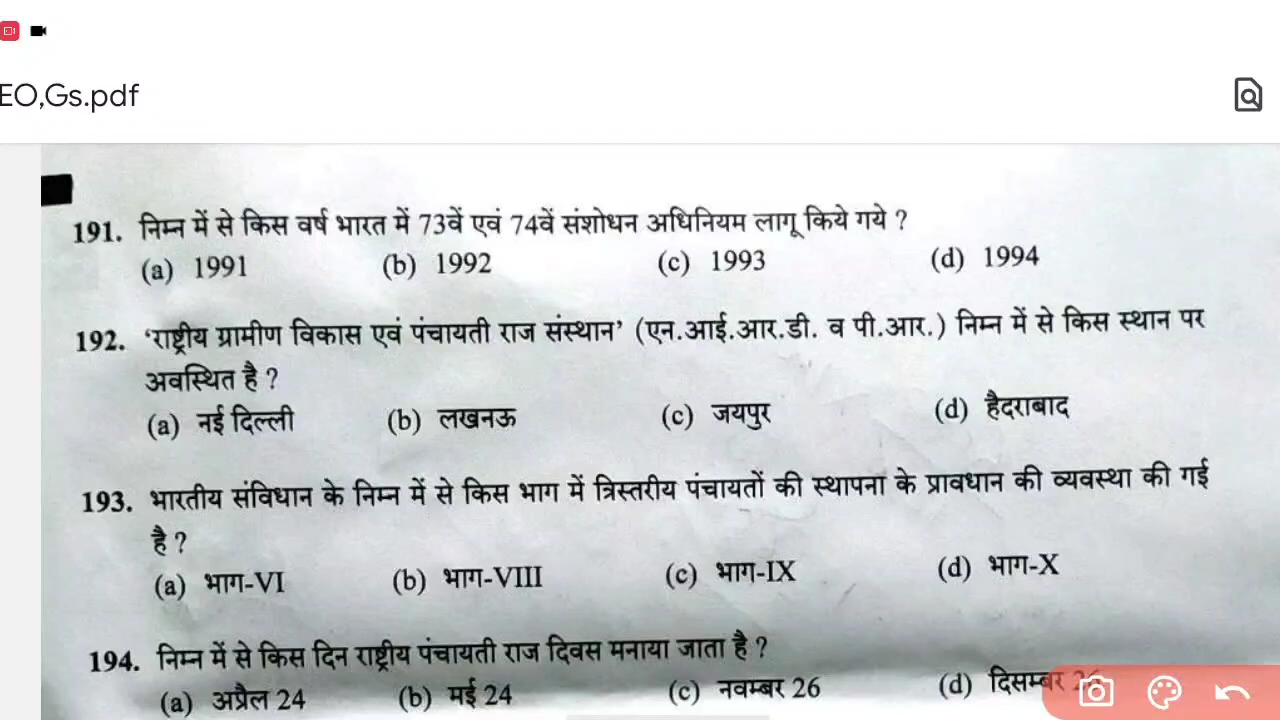 EO,Gs.pdf
191. निम्न में से किस वर्ष भारत में 73वें एवं 74वें संशोधन अधिनियम लागू किये गये ?
(a) 1991 (b) 1992 (c) 1993 (d) 1994
192. ‘राष्ट्रीय ग्रामीण विकास एवं पंचायती राज संस्थान’ (एन.आई.आर.डी. व पी.आर.) निम्न में से किस स्थान पर
अवस्थित है ?
(a) नई दिल्ली (b) लखनऊ (c) जयपुर (d) हैदराबाद
193. भारतीय संविधान के निम्न में से किस भाग में त्रिस्तरीय पंचायतों की स्थापना के प्रावधान की व्यवस्था की गई
है ?
(a) भाग-VI (b) भाग-VIII (c) भाग-IX (d) भाग-X
194. निम्न में से किस दिन राष्ट्रीय पंचायती राज दिवस मनाया जाता है ?
(a) अप्रैल 24 (b) मई 24 (c) नवम्बर 26 (d) दिसम्बर